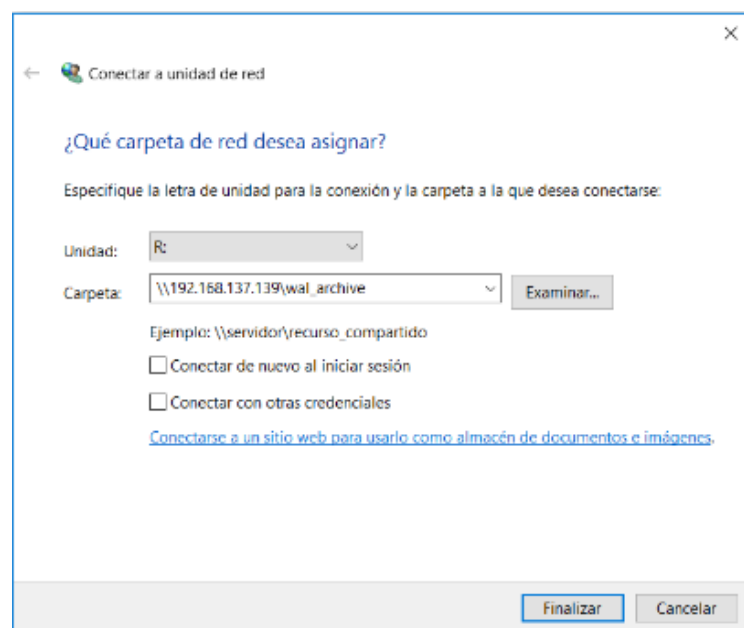 Conectar a unidad de red
¿Qué carpeta de red desea asignar?
Especifique la letra de unidad para la conexión y la carpeta a la que desea conectarse:
Unidad: R:
Carpeta: \\192.168.137.139\wal_archive Examinar...
Ejemplo: \\servidor\recurso_compartido
Conectar de nuevo al iniciar sesión
Conectar con otras credenciales
Conectarse a un sitio web para usarlo como almacén de documentos e imágenes.
Finalizar Cancelar